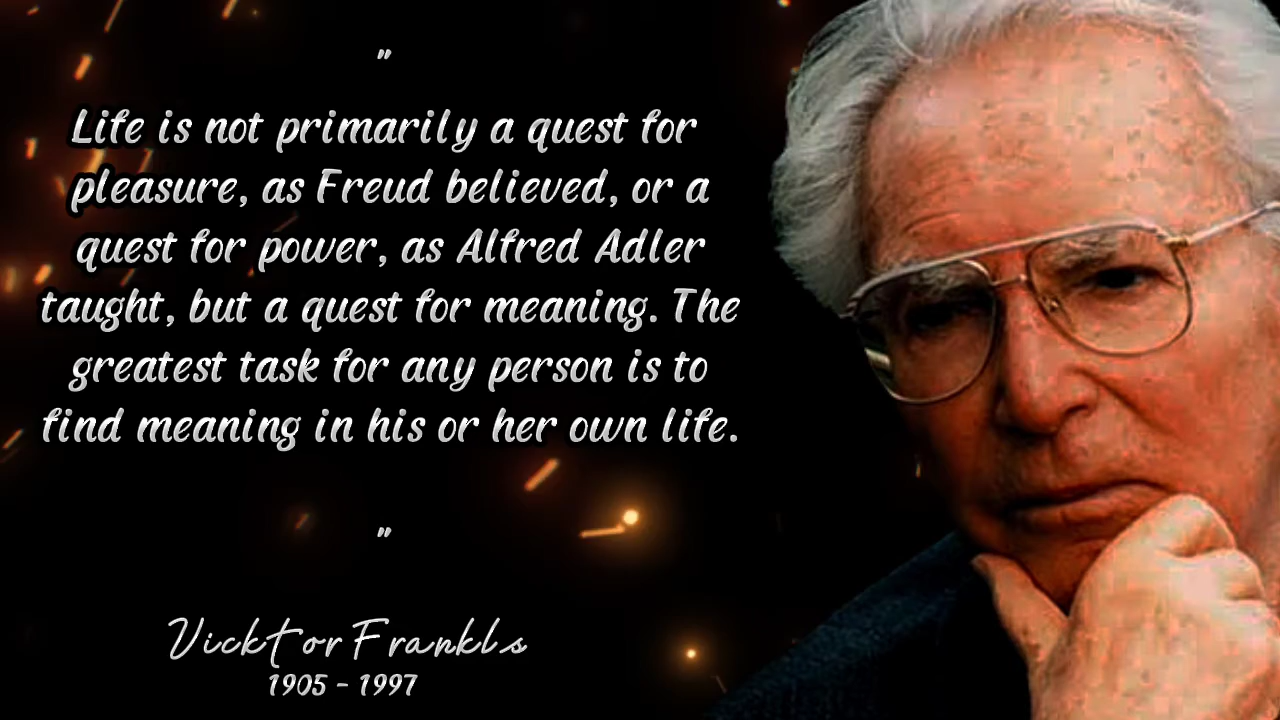 "
Life is not primarily a quest for
pleasure, as Freud believed, or a
quest for power, as Alfred Adler
taught, but a quest for meaning. The
greatest task for any person is to
find meaning in his or her own life.
"
Vicktor Frankls
1905 - 1997